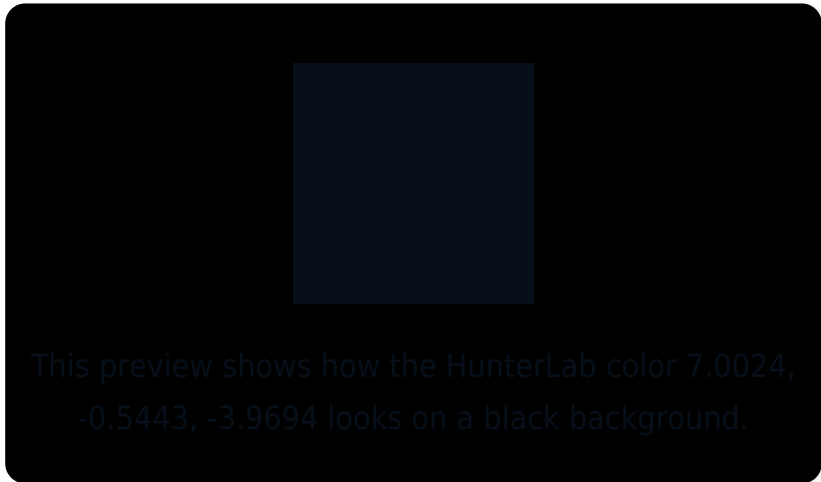 This preview shows how the HunterLab color 7.0024,
-0.5443, -3.9694 looks on a black background.